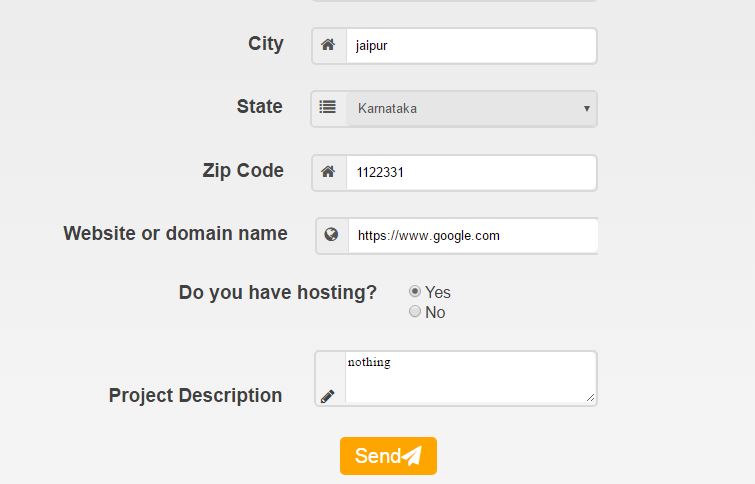 City jaipur
State Karnataka
Zip Code 1122331
Website or domain name https://www.google.com
Do you have hosting? Yes
No
nothing
Project Description
Send